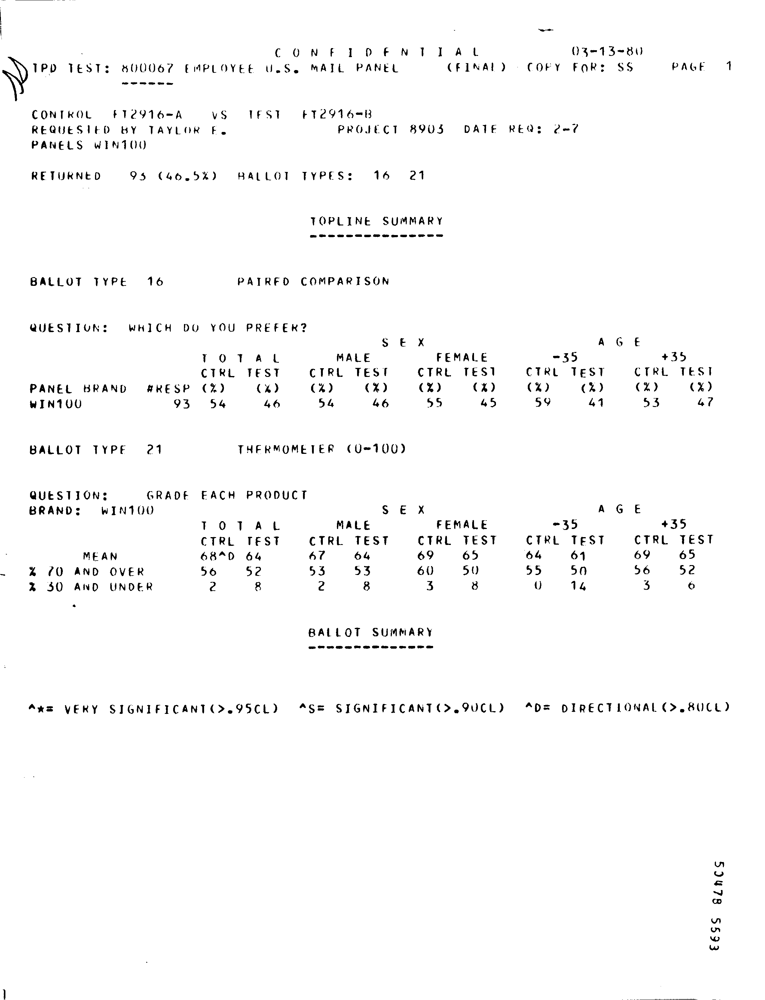 C O N F I D E N T I A L 03-13-80
TPD TEST: 800067 EMPLOYEE U.S. MAIL PANEL (FINAL) COPY FOR: SS PAGE 1
------
CONTROL FT2916-A VS TEST FT2916-B
REQUESTED BY TAYLOR F. PROJECT 8903 DATE REQ: 2-7
PANELS WIN100
RETURNED 93 (46.5%) BALLOT TYPES: 16 21
TOPLINE SUMMARY
---------------
BALLOT TYPE 16 PAIRED COMPARISON
QUESTION: WHICH DO YOU PREFER?
S E X A G E
T O T A L MALE FEMALE -35 +35
CTRL TEST CTRL TEST CTRL TEST CTRL TEST CTRL TEST
PANEL BRAND #RESP (%) (%) (%) (%) (%) (%) (%) (%) (%) (%)
WIN100 93 54 46 54 46 55 45 59 41 53 47
BALLOT TYPE 21 THERMOMETER (0-100)
QUESTION: GRADE EACH PRODUCT
BRAND: WIN100 S E X A G E
T O T A L MALE FEMALE -35 +35
CTRL TEST CTRL TEST CTRL TEST CTRL TEST CTRL TEST
MEAN 68^D 64 67 64 69 65 64 61 69 65
% 70 AND OVER 56 52 53 53 60 50 55 50 56 52
% 30 AND UNDER 2 8 2 8 3 8 0 14 3 6
BALLOT SUMMARY
--------------
^*= VERY SIGNIFICANT(>.95CL) ^S= SIGNIFICANT(>.90CL) ^D= DIRECTIONAL(>.80CL)
50478 5593